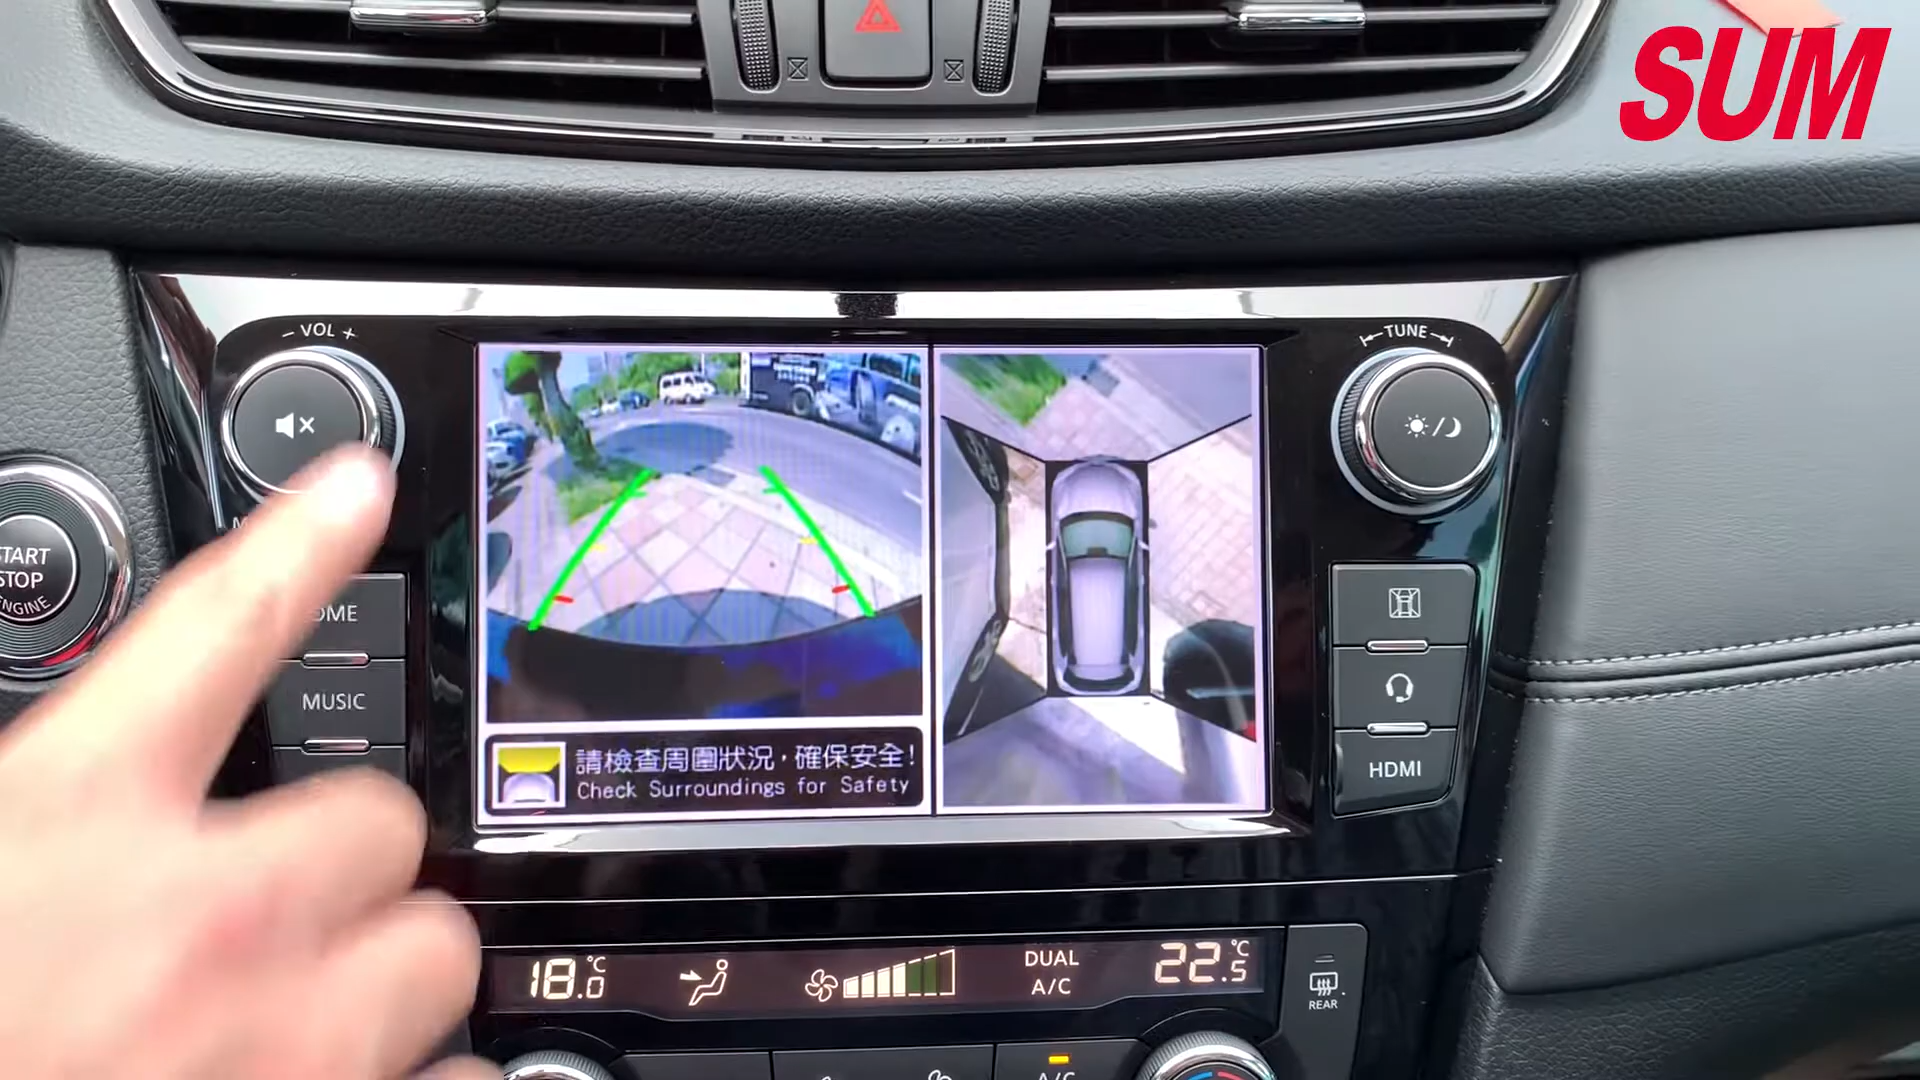 SUM
- VOL +
TUNE
START
STOP
ENGINE
MUSIC
HDMI
請檢查周圍狀況，確保安全!
Check Surroundings for Safety
18.0°C
DUAL
A/C
22.5°C
REAR
A/C